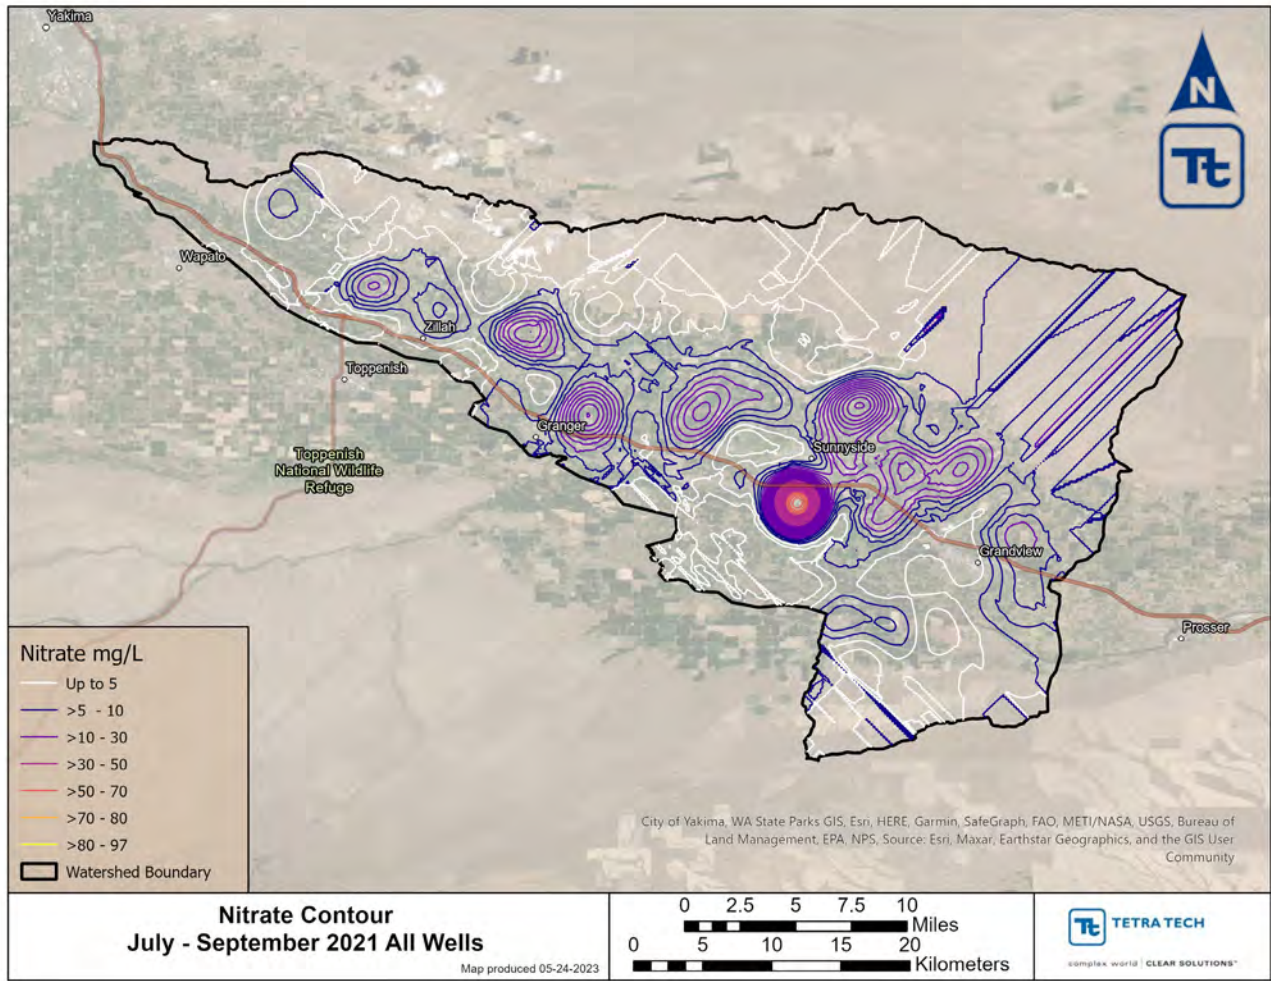 Yakima
N
Tt
Wapato
Zillah
Toppenish
Granger
Toppenish
National Wildlife
Refuge
Sunnyside
Grandview
Prosser
Nitrate mg/L
Up to 5
>5 - 10
>10 - 30
>30 - 50
>50 - 70
>70 - 80
>80 - 97
Watershed Boundary
City of Yakima, WA State Parks GIS, Esri, HERE, Garmin, SafeGraph, FAO, METI/NASA, USGS, Bureau of
Land Management, EPA, NPS, Source: Esri, Maxar, Earthstar Geographics, and the GIS User
Community
Nitrate Contour
July - September 2021 All Wells
Map produced 05-24-2023
0 2.5 5 7.5 10
Miles
0 5 10 15 20
Kilometers
Tt TETRA TECH
complex world | CLEAR SOLUTIONS™